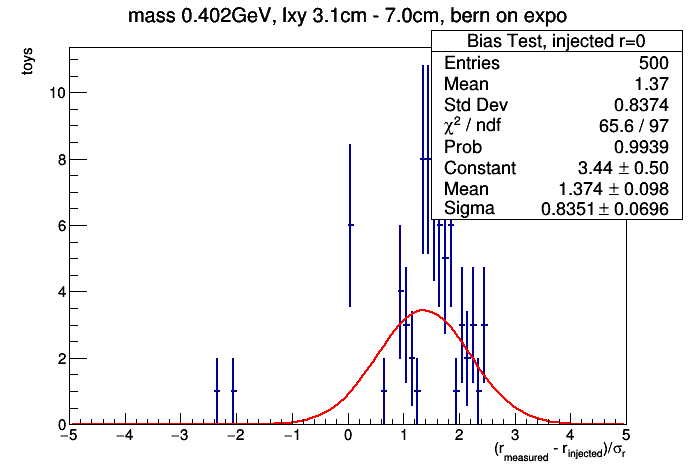 mass 0.402GeV, lxy 3.1cm - 7.0cm, bern on expo
Bias Test, injected r=0
Entries 500
Mean 1.37
Std Dev 0.8374
χ² / ndf 65.6 / 97
Prob 0.9939
Constant 3.44 ± 0.50
Mean 1.374 ± 0.098
Sigma 0.8351 ± 0.0696
toys
10
8
6
4
2
0
−5 −4 −3 −2 −1 0 1 2 3 4 5
(r_measured - r_injected)/σ_r